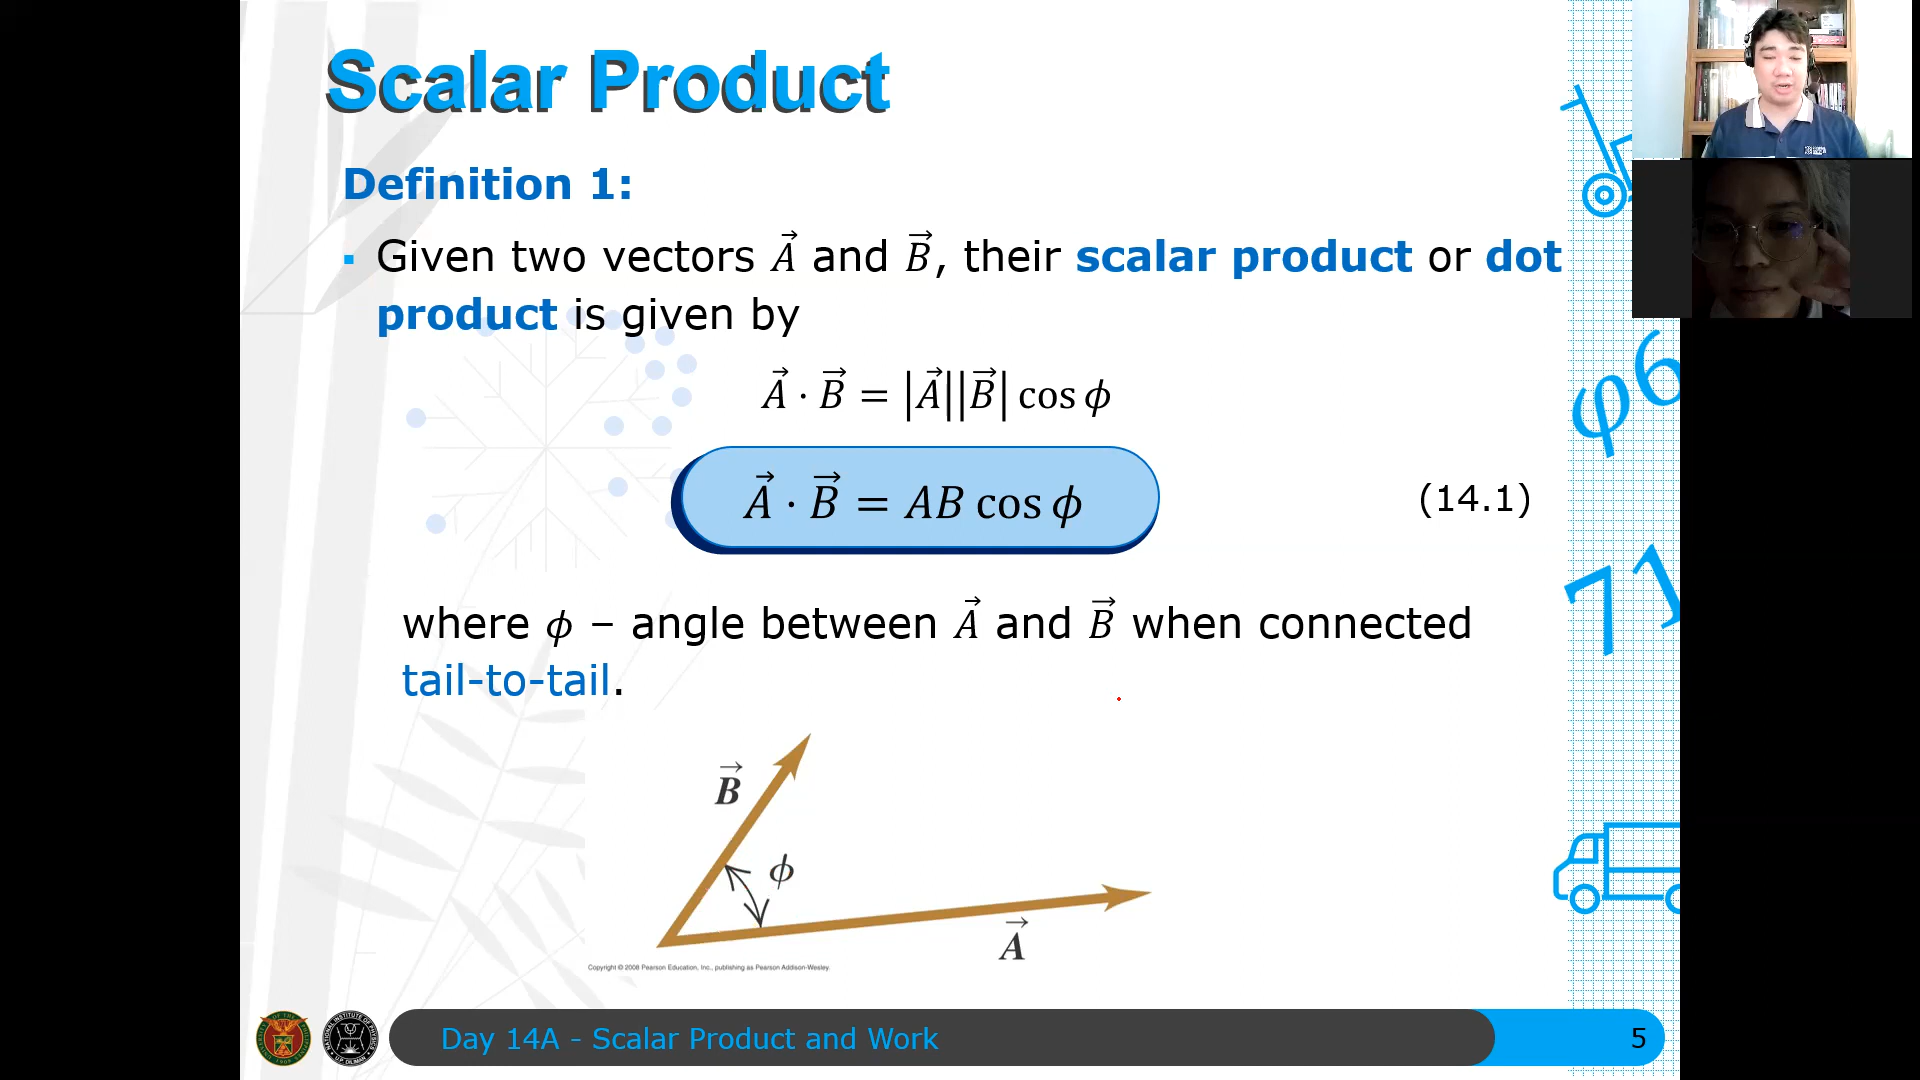 Scalar Product
Definition 1:
▪ Given two vectors A⃗ and B⃗, their scalar product or dot
product is given by
A⃗ · B⃗ = |A⃗||B⃗| cos ϕ
A⃗ · B⃗ = AB cos ϕ
(14.1)
where ϕ – angle between A⃗ and B⃗ when connected
tail-to-tail.
B⃗
ϕ
A⃗
Copyright © 2008 Pearson Education, Inc., publishing as Pearson Addison-Wesley.
Day 14A - Scalar Product and Work
5
φ6
71